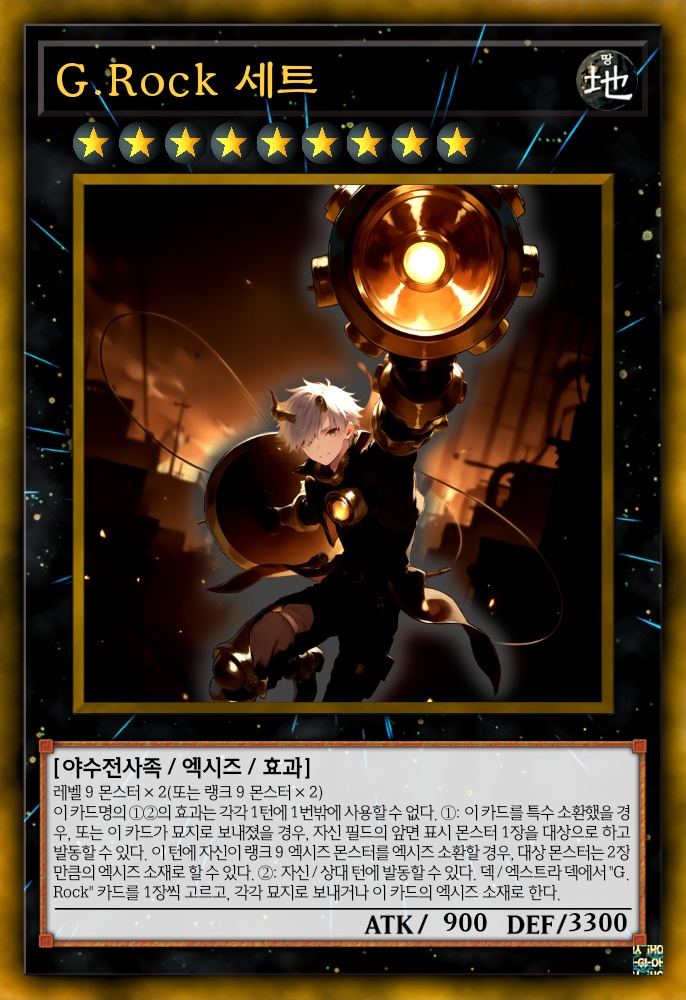 G.Rock 세트
땅
地
[야수전사족 / 엑시즈 / 효과]
레벨 9 몬스터 × 2(또는 랭크 9 몬스터 × 2)
이 카드명의 ①②의 효과는 각각 1턴에 1번밖에 사용할 수 없다. ①: 이 카드를 특수 소환했을 경
우, 또는 이 카드가 묘지로 보내졌을 경우, 자신 필드의 앞면 표시 몬스터 1장을 대상으로 하고
발동할 수 있다. 이 턴에 자신이 랭크 9 엑시즈 몬스터를 엑시즈 소환할 경우, 대상 몬스터는 2장
만큼의 엑시즈 소재로 할 수 있다. ②: 자신 / 상대 턴에 발동할 수 있다. 덱 / 엑스트라 덱에서 "G.
Rock" 카드를 1장씩 고르고, 각각 묘지로 보내거나 이 카드의 엑시즈 소재로 한다.
ATK/ 900 DEF/3300